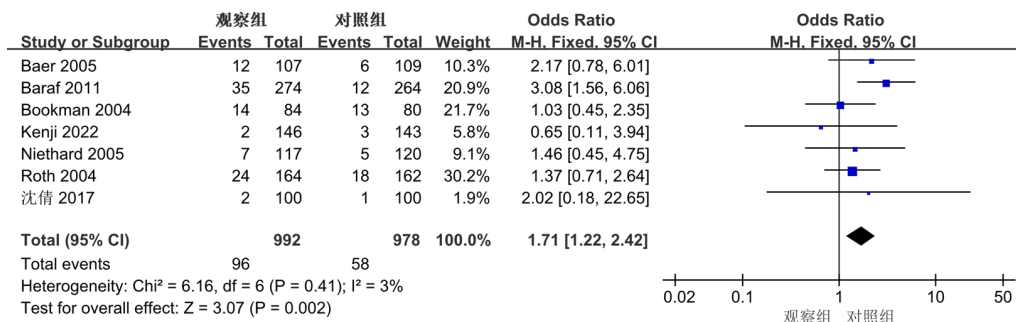 观察组 对照组 Odds Ratio Odds Ratio
Study or Subgroup Events Total Events Total Weight M-H, Fixed, 95% CI M-H, Fixed, 95% CI
Baer 2005 12 107 6 109 10.3% 2.17 [0.78, 6.01]
Baraf 2011 35 274 12 264 20.9% 3.08 [1.56, 6.06]
Bookman 2004 14 84 13 80 21.7% 1.03 [0.45, 2.35]
Kenji 2022 2 146 3 143 5.8% 0.65 [0.11, 3.94]
Niethard 2005 7 117 5 120 9.1% 1.46 [0.45, 4.75]
Roth 2004 24 164 18 162 30.2% 1.37 [0.71, 2.64]
沈倩 2017 2 100 1 100 1.9% 2.02 [0.18, 22.65]
Total (95% CI) 992 978 100.0% 1.71 [1.22, 2.42]
Total events 96 58
Heterogeneity: Chi² = 6.16, df = 6 (P = 0.41); I² = 3%
Test for overall effect: Z = 3.07 (P = 0.002)
0.02 0.1 1 10 50
观察组 对照组